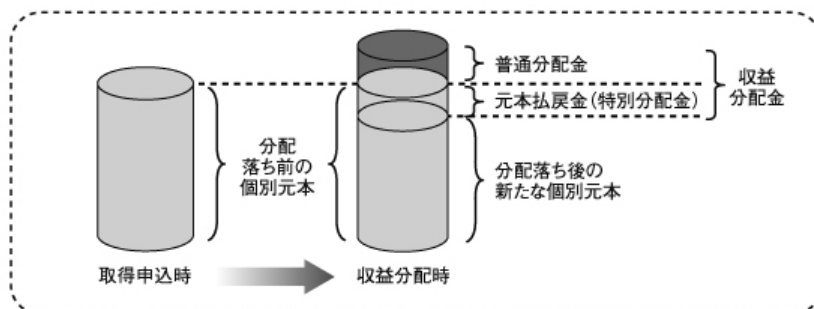 普通分配金
収益
分配金
元本払戻金(特別分配金)
分配
落ち前の
個別元本
分配落ち後の
新たな個別元本
取得申込時
収益分配時